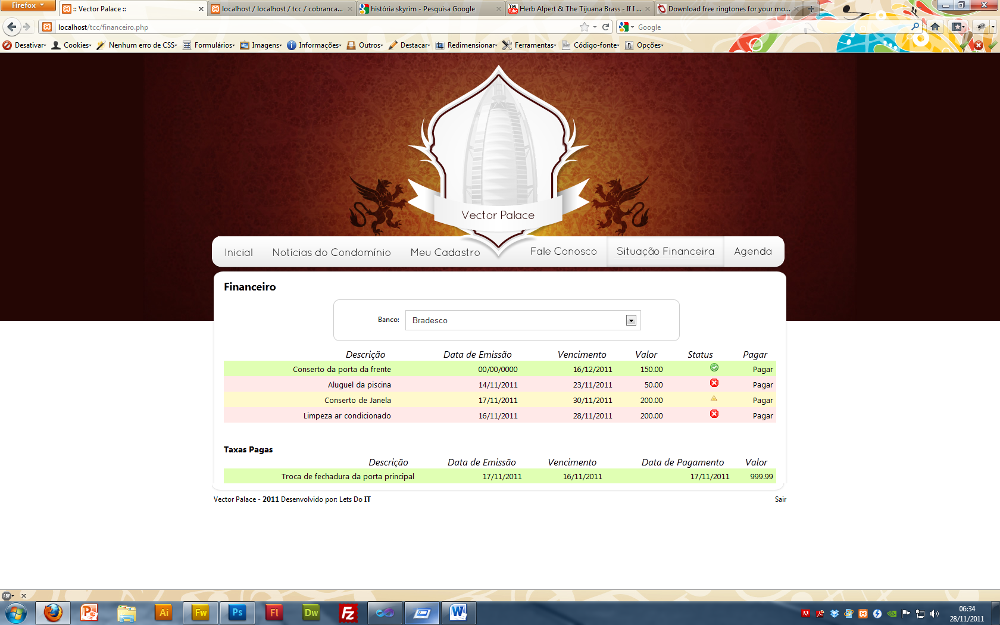 Firefox
:: Vector Palace ::
localhost / localhost / tcc / cobranca...
história skyrim - Pesquisa Google
You Tube
Herb Alpert & The Tijuana Brass - If I ...
Download free ringtones for your mo...
localhost/tcc/financeiro.php
Google
Desativar
Cookies
Nenhum erro de CSS
Formulários
Imagens
Informações
Outros
Destacar
Redimensionar
Ferramentas
Código-fonte
Opções
Vector Palace
Inicial
Notícias do Condomínio
Meu Cadastro
Fale Conosco
Situação Financeira
Agenda
Financeiro
Banco: Bradesco
Descrição Data de Emissão Vencimento Valor Status Pagar
Conserto da porta da frente 00/00/0000 16/12/2011 150.00 Pagar
Aluguel da piscina 14/11/2011 23/11/2011 50.00 Pagar
Conserto de Janela 17/11/2011 30/11/2011 200.00 Pagar
Limpeza ar condicionado 16/11/2011 28/11/2011 200.00 Pagar
Taxas Pagas
Descrição Data de Emissão Vencimento Data de Pagamento Valor
Troca de fechadura da porta principal 17/11/2011 16/11/2011 17/11/2011 999.99
Vector Palace - 2011 Desenvolvido por: Lets Do IT
Sair
ABP
Ai
Fw
Ps
Fl
Dw
Fz
W
06:34
28/11/2011